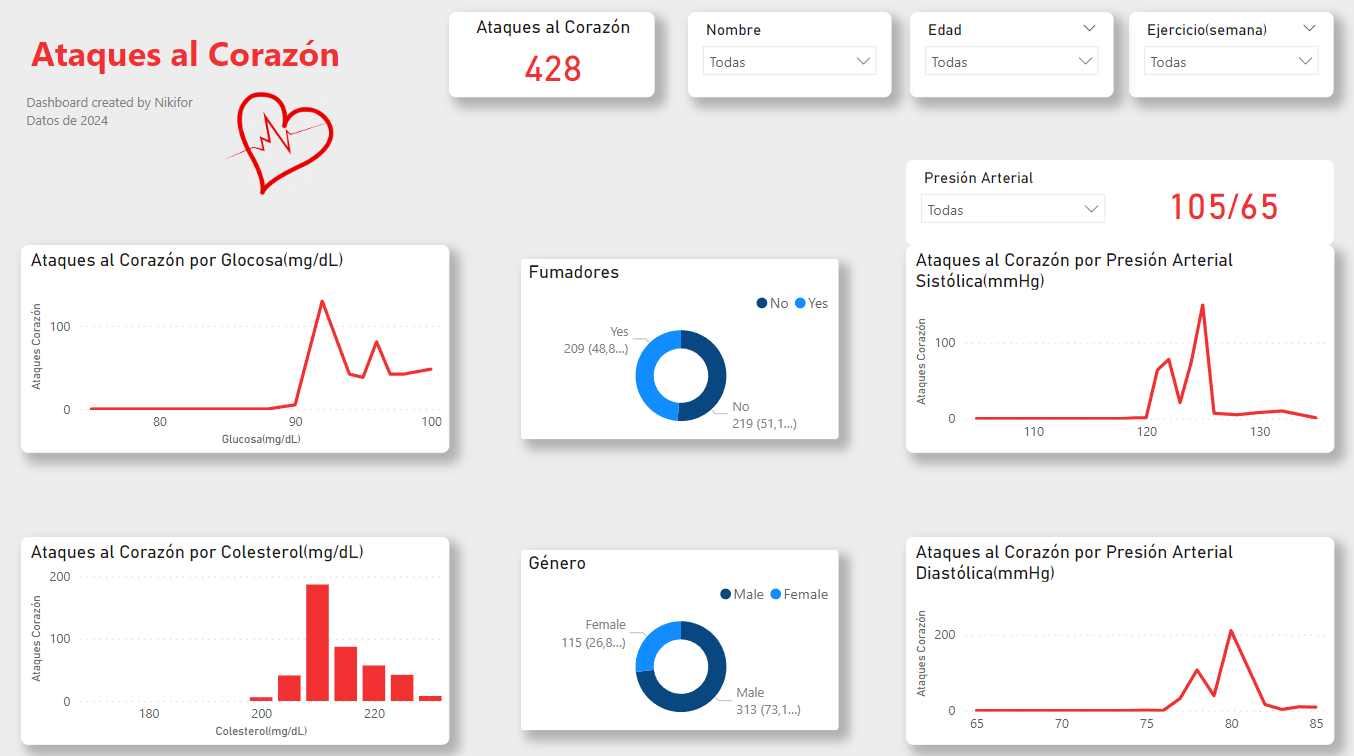 Ataques al Corazón
Dashboard created by Nikifor
Datos de 2024
Ataques al Corazón
428
Nombre
Todas
Edad
Todas
Ejercicio(semana)
Todas
Presión Arterial
Todas
105/65
Ataques al Corazón por Glocosa(mg/dL)
Ataques Corazón
100
0
80
90
100
Glucosa(mg/dL)
Fumadores
No
Yes
Yes
209 (48,8...)
No
219 (51,1...)
Ataques al Corazón por Presión Arterial
Sistólica(mmHg)
Ataques Corazón
100
0
110
120
130
Ataques al Corazón por Colesterol(mg/dL)
Ataques Corazón
200
100
0
180
200
220
Colesterol(mg/dL)
Género
Male
Female
Female
115 (26,8...)
Male
313 (73,1...)
Ataques al Corazón por Presión Arterial
Diastólica(mmHg)
Ataques Corazón
200
0
65
70
75
80
85